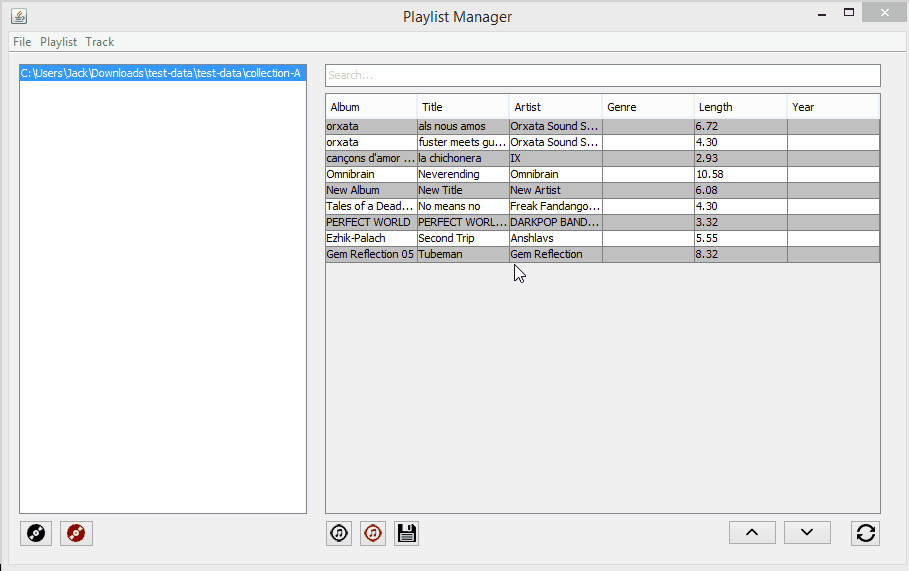 Playlist Manager
File Playlist Track
C:\Users\Jack\Downloads\test-data\test-data\collection-A
Search...
Album Title Artist Genre Length Year
orxata als nous amos Orxata Sound S... 6.72
orxata fuster meets gu... Orxata Sound S... 4.30
cançons d'amor ... la chichonera IX 2.93
Omnibrain Neverending Omnibrain 10.58
New Album New Title New Artist 6.08
Tales of a Dead... No means no Freak Fandango... 4.30
PERFECT WORLD PERFECT WORL... DARKPOP BAND... 3.32
Ezhik-Palach Second Trip Anshlavs 5.55
Gem Reflection 05 Tubeman Gem Reflection 8.32